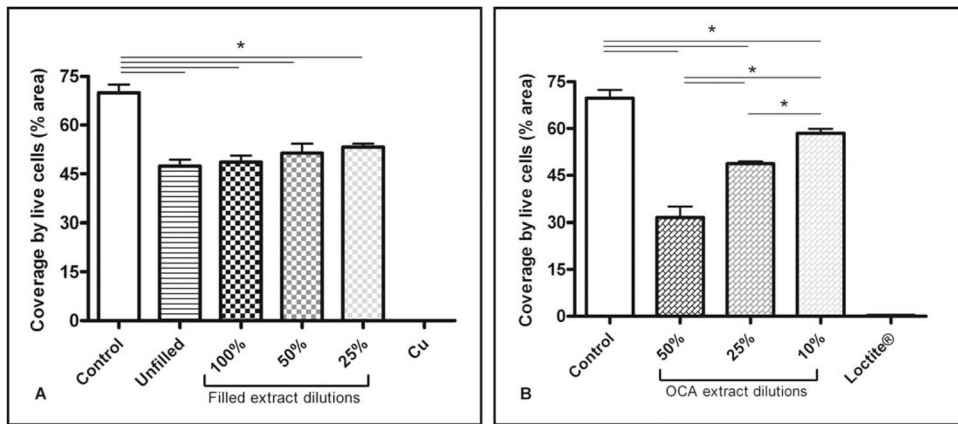 *
Coverage by live cells (% area)
75
60
45
30
15
0
Control
Unfilled
100%
50%
25%
Cu
Filled extract dilutions
A
*
*
*
Coverage by live cells (% area)
75
60
45
30
15
0
Control
50%
25%
10%
Loctite®
OCA extract dilutions
B